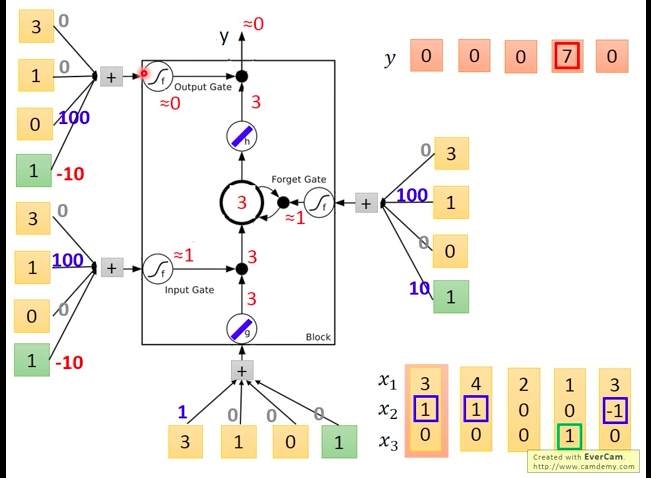 3 0
1 0
0 100
1 -10
+
f
Output Gate
≈0
y ≈0
3
h
y 0 0 0 7 0
Forget Gate
3
f
≈1
+
0 3
100 1
0 0
10 1
3 0
1 100
0 0
1 -10
+
f
≈1
Input Gate
3
3
g
Block
+
1 0 0 0
3 1 0 1
x₁ 3 4 2 1 3
x₂ 1 1 0 0 -1
x₃ 0 0 0 1 0
Created with EverCam.
http://www.camdemy.com